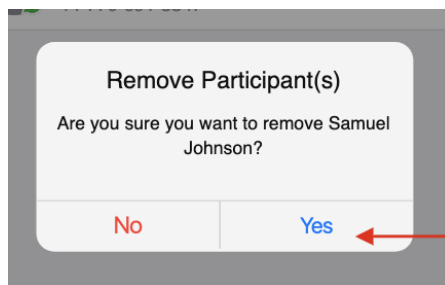 Remove Participant(s)
Are you sure you want to remove Samuel
Johnson?
No
Yes